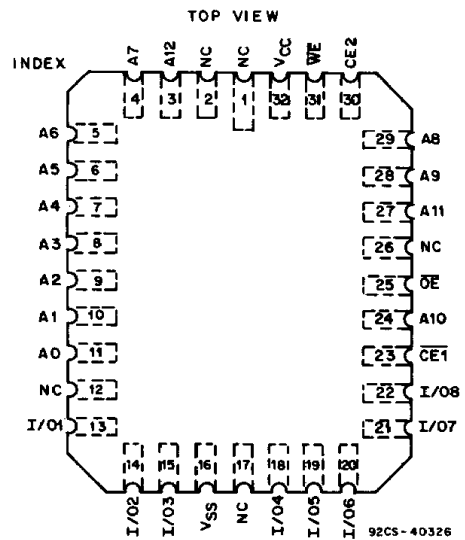 TOP VIEW
INDEX
A7 A12 NC NC VCC W̅E̅ CE2
4 3 2 1 32 31 30
A6 5
A5 6
A4 7
A3 8
A2 9
A1 10
A0 11
NC 12
I/O1 13
29 A8
28 A9
27 A11
26 NC
25 O̅E̅
24 A10
23 C̅E̅1̅
22 I/O8
21 I/O7
14 15 16 17 18 19 20
I/O2 I/O3 VSS NC I/O4 I/O5 I/O6
92CS-40326